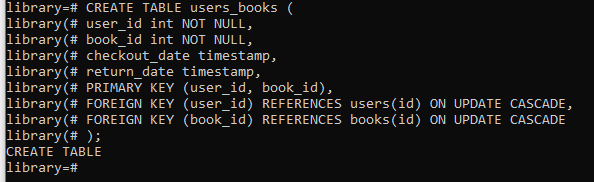 library=# CREATE TABLE users_books (
library(# user_id int NOT NULL,
library(# book_id int NOT NULL,
library(# checkout_date timestamp,
library(# return_date timestamp,
library(# PRIMARY KEY (user_id, book_id),
library(# FOREIGN KEY (user_id) REFERENCES users(id) ON UPDATE CASCADE,
library(# FOREIGN KEY (book_id) REFERENCES books(id) ON UPDATE CASCADE
library(# );
CREATE TABLE
library=#